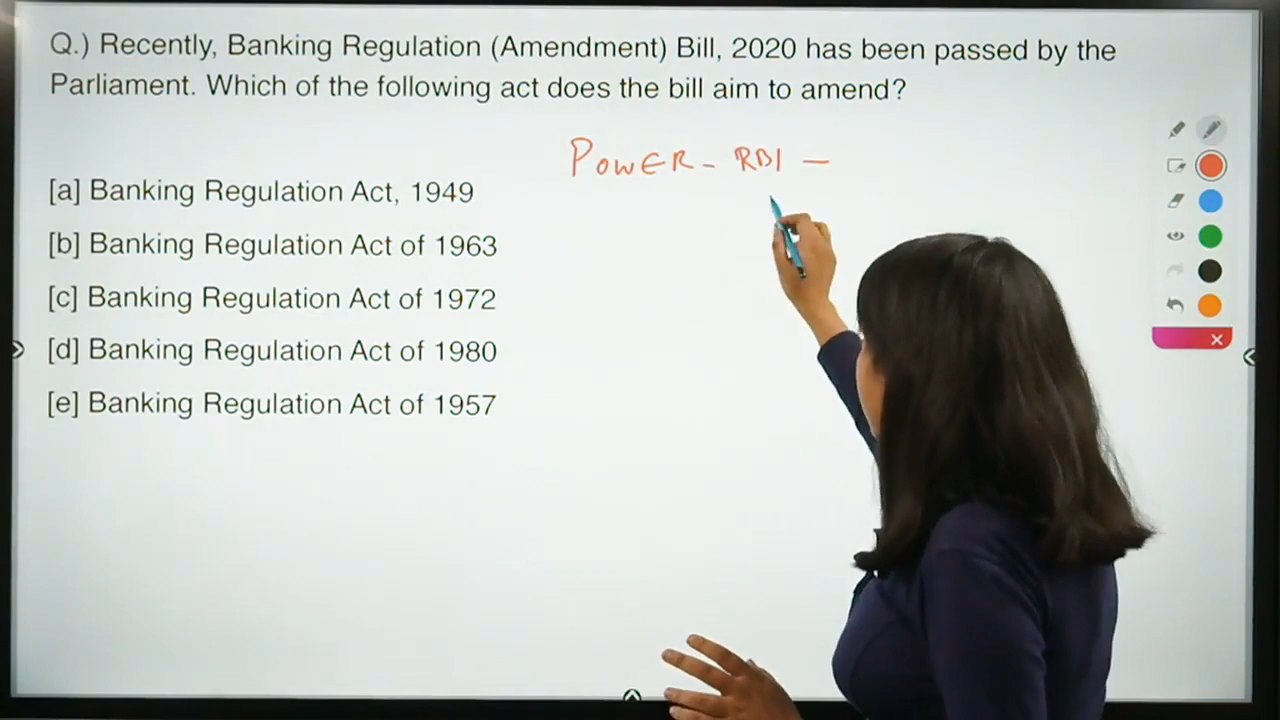 Q.) Recently, Banking Regulation (Amendment) Bill, 2020 has been passed by the
Parliament. Which of the following act does the bill aim to amend?
POWER - RBI -
[a] Banking Regulation Act, 1949
[b] Banking Regulation Act of 1963
[c] Banking Regulation Act of 1972
[d] Banking Regulation Act of 1980
[e] Banking Regulation Act of 1957